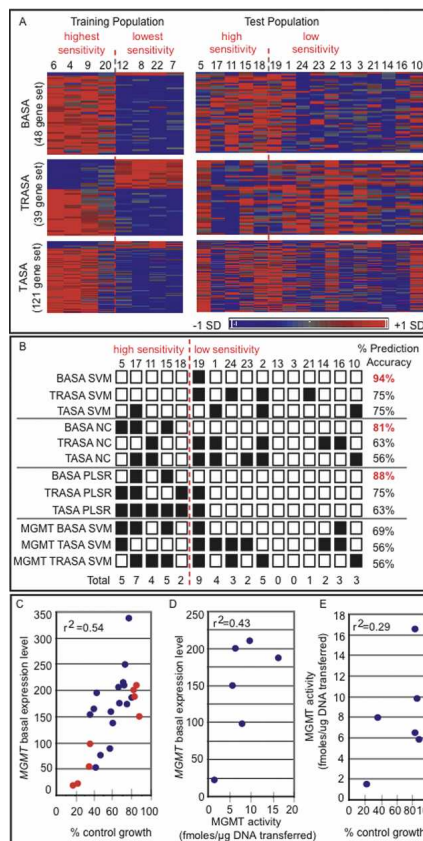 A
Training Population
Test Population
highest sensitivity
lowest sensitivity
high sensitivity
low sensitivity
6 4 9 20 12 8 22 7
5 17 11 15 18 19 1 24 23 2 13 3 21 14 16 10
BASA (48 gene set)
TRASA (39 gene set)
TASA (121 gene set)
-1 SD
+1 SD
B
high sensitivity
low sensitivity
% Prediction Accuracy
5 17 11 15 18 19 1 24 23 2 13 3 21 14 16 10
BASA SVM 94%
TRASA SVM 75%
TASA SVM 75%
BASA NC 81%
TRASA NC 63%
TASA NC 56%
BASA PLSR 88%
TRASA PLSR 75%
TASA PLSR 63%
MGMT BASA SVM 69%
MGMT TASA SVM 56%
MGMT TRASA SVM 56%
Total 5 7 4 5 2 9 4 3 2 5 0 0 1 2 3 3
C
r²=0.54
MGMT basal expression level
350
300
250
200
150
100
50
0
0 20 40 60 80 100
% control growth
D
r²=0.43
MGMT basal expression level
350
300
250
200
150
100
50
0
0 5 10 15 20
MGMT activity
(fmoles/µg DNA transferred)
E
r²=0.29
MGMT activity
(fmoles/ug DNA transferred)
18
16
14
12
10
8
6
4
2
0
0 20 40 60 80 100
% control growth